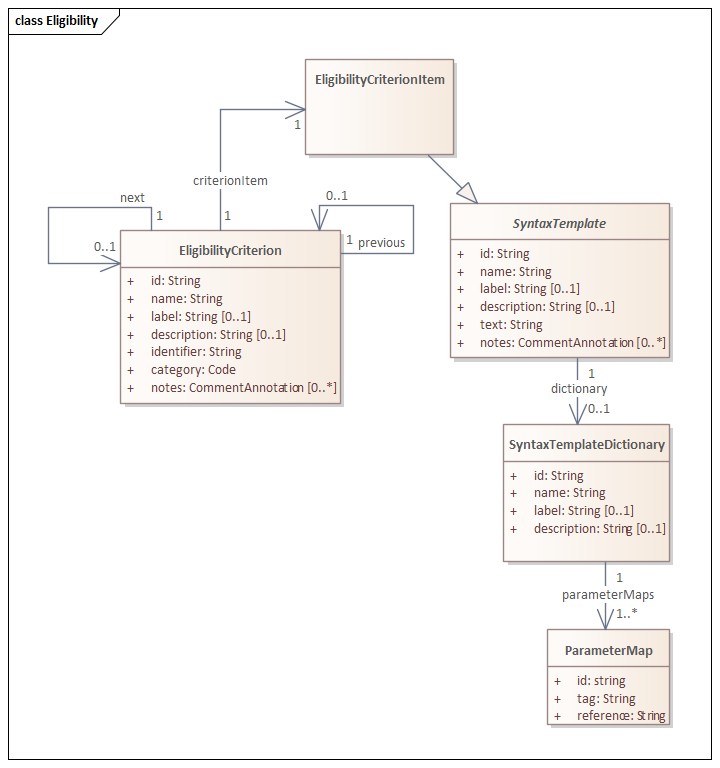 class Eligibility
EligibilityCriterionItem
1
criterionItem
1
next
1
0..1
0..1
1 previous
EligibilityCriterion
+ id: String
+ name: String
+ label: String [0..1]
+ description: String [0..1]
+ identifier: String
+ category: Code
+ notes: CommentAnnotation [0..*]
SyntaxTemplate
+ id: String
+ name: String
+ label: String [0..1]
+ description: String [0..1]
+ text: String
+ notes: CommentAnnotation [0..*]
1
dictionary
0..1
SyntaxTemplateDictionary
+ id: String
+ name: String
+ label: String [0..1]
+ description: String [0..1]
1
parameterMaps
1..*
ParameterMap
+ id: string
+ tag: String
+ reference: String